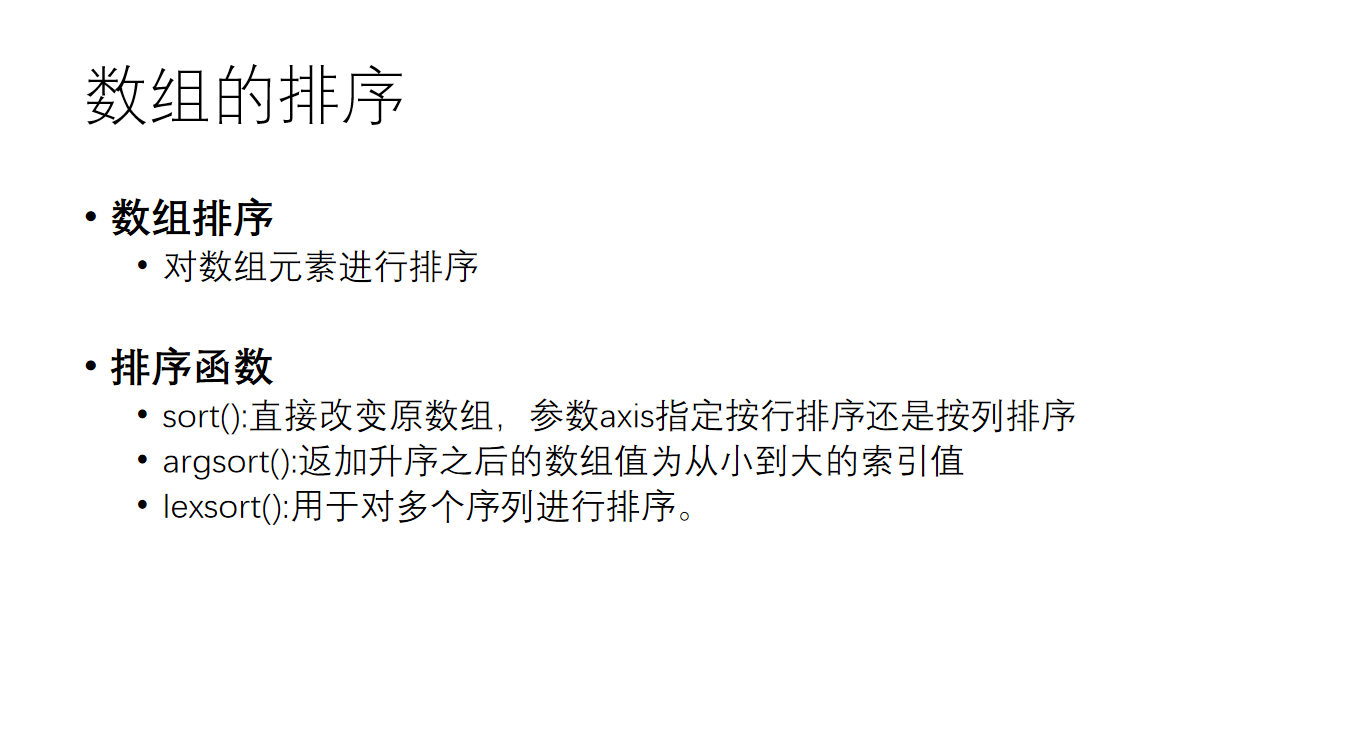 数组的排序
• 数组排序
• 对数组元素进行排序
• 排序函数
• sort():直接改变原数组，参数axis指定按行排序还是按列排序
• argsort():返加升序之后的数组值为从小到大的索引值
• lexsort():用于对多个序列进行排序。